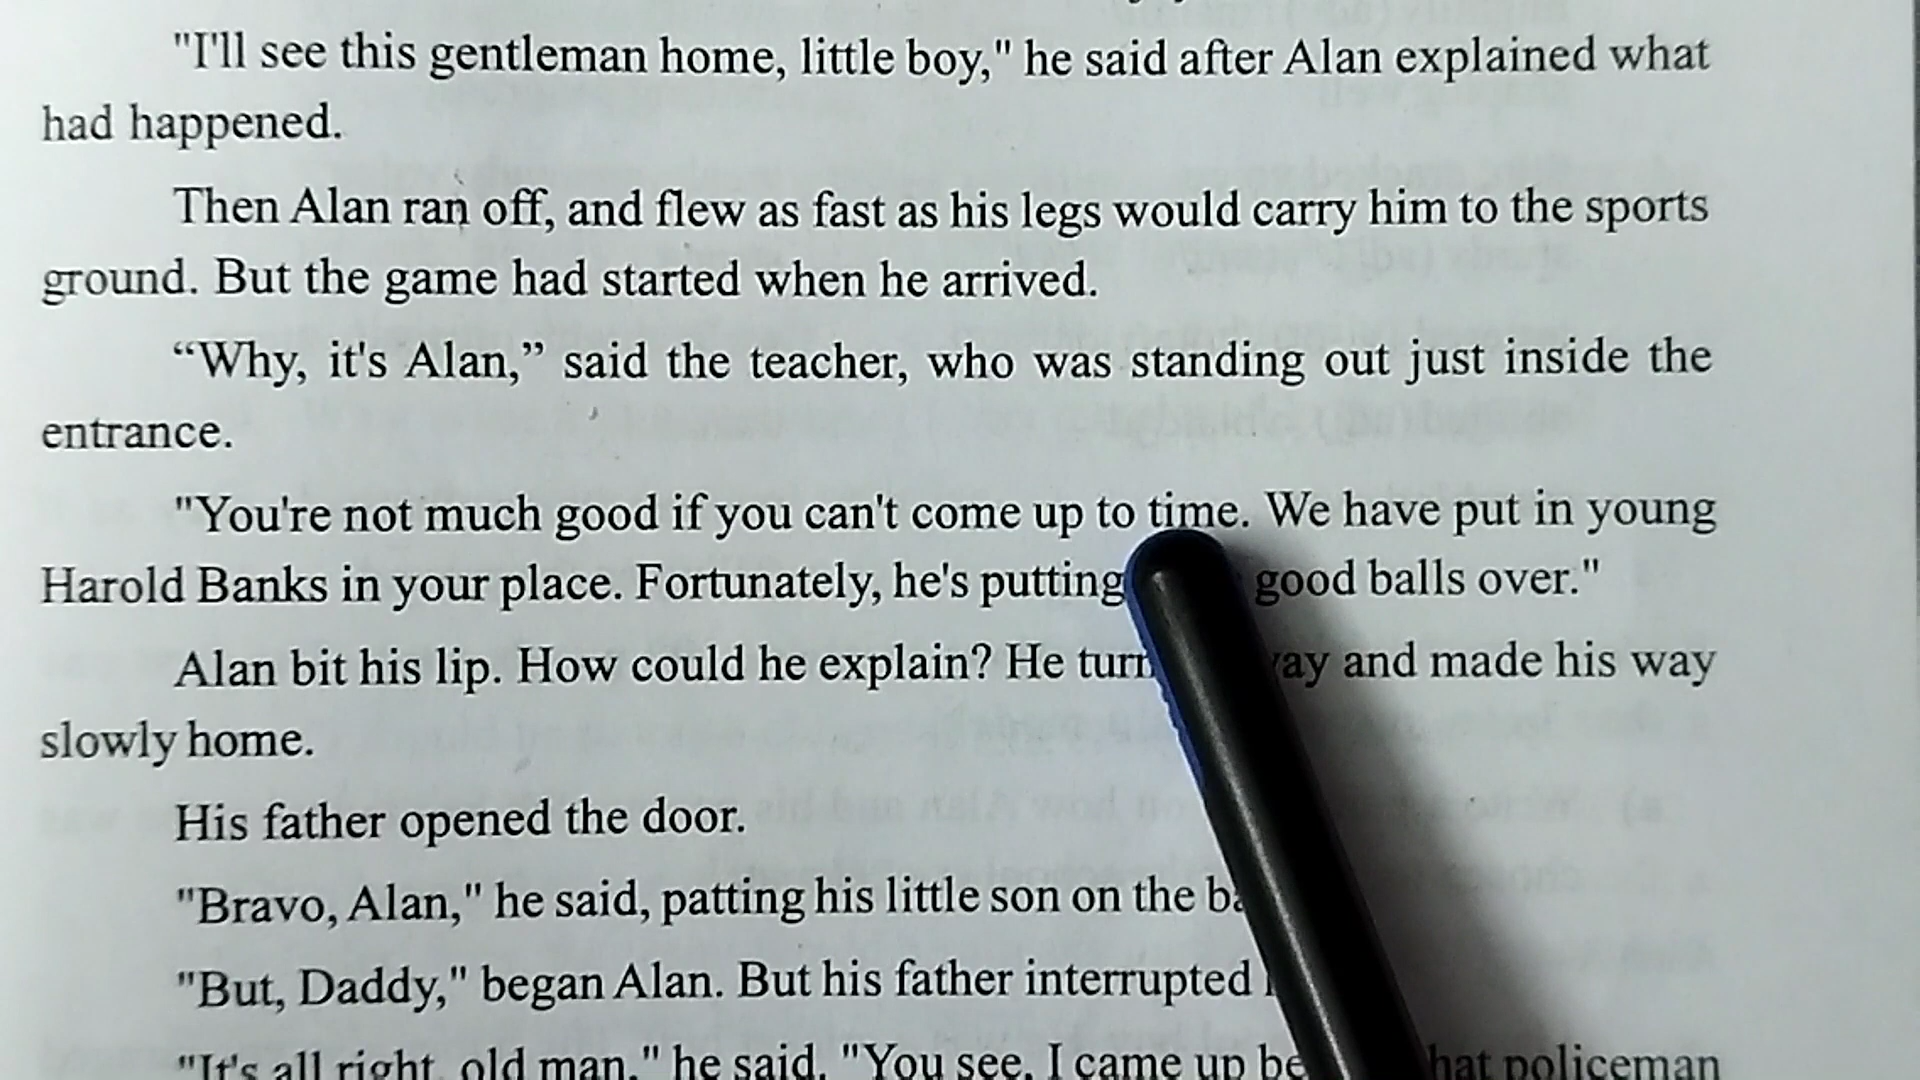 "I'll see this gentleman home, little boy," he said after Alan explained what
had happened.
Then Alan ran off, and flew as fast as his legs would carry him to the sports
ground. But the game had started when he arrived.
“Why, it's Alan,” said the teacher, who was standing out just inside the
entrance.
"You're not much good if you can't come up to time. We have put in young
Harold Banks in your place. Fortunately, he's putting good balls over."
Alan bit his lip. How could he explain? He and made his way
slowly home.
His father opened the door.
"Bravo, Alan," he said, patting his little son on the
"But, Daddy," began Alan. But his father interrupted
"It's all right, old man," he said. "You see, I came up policeman